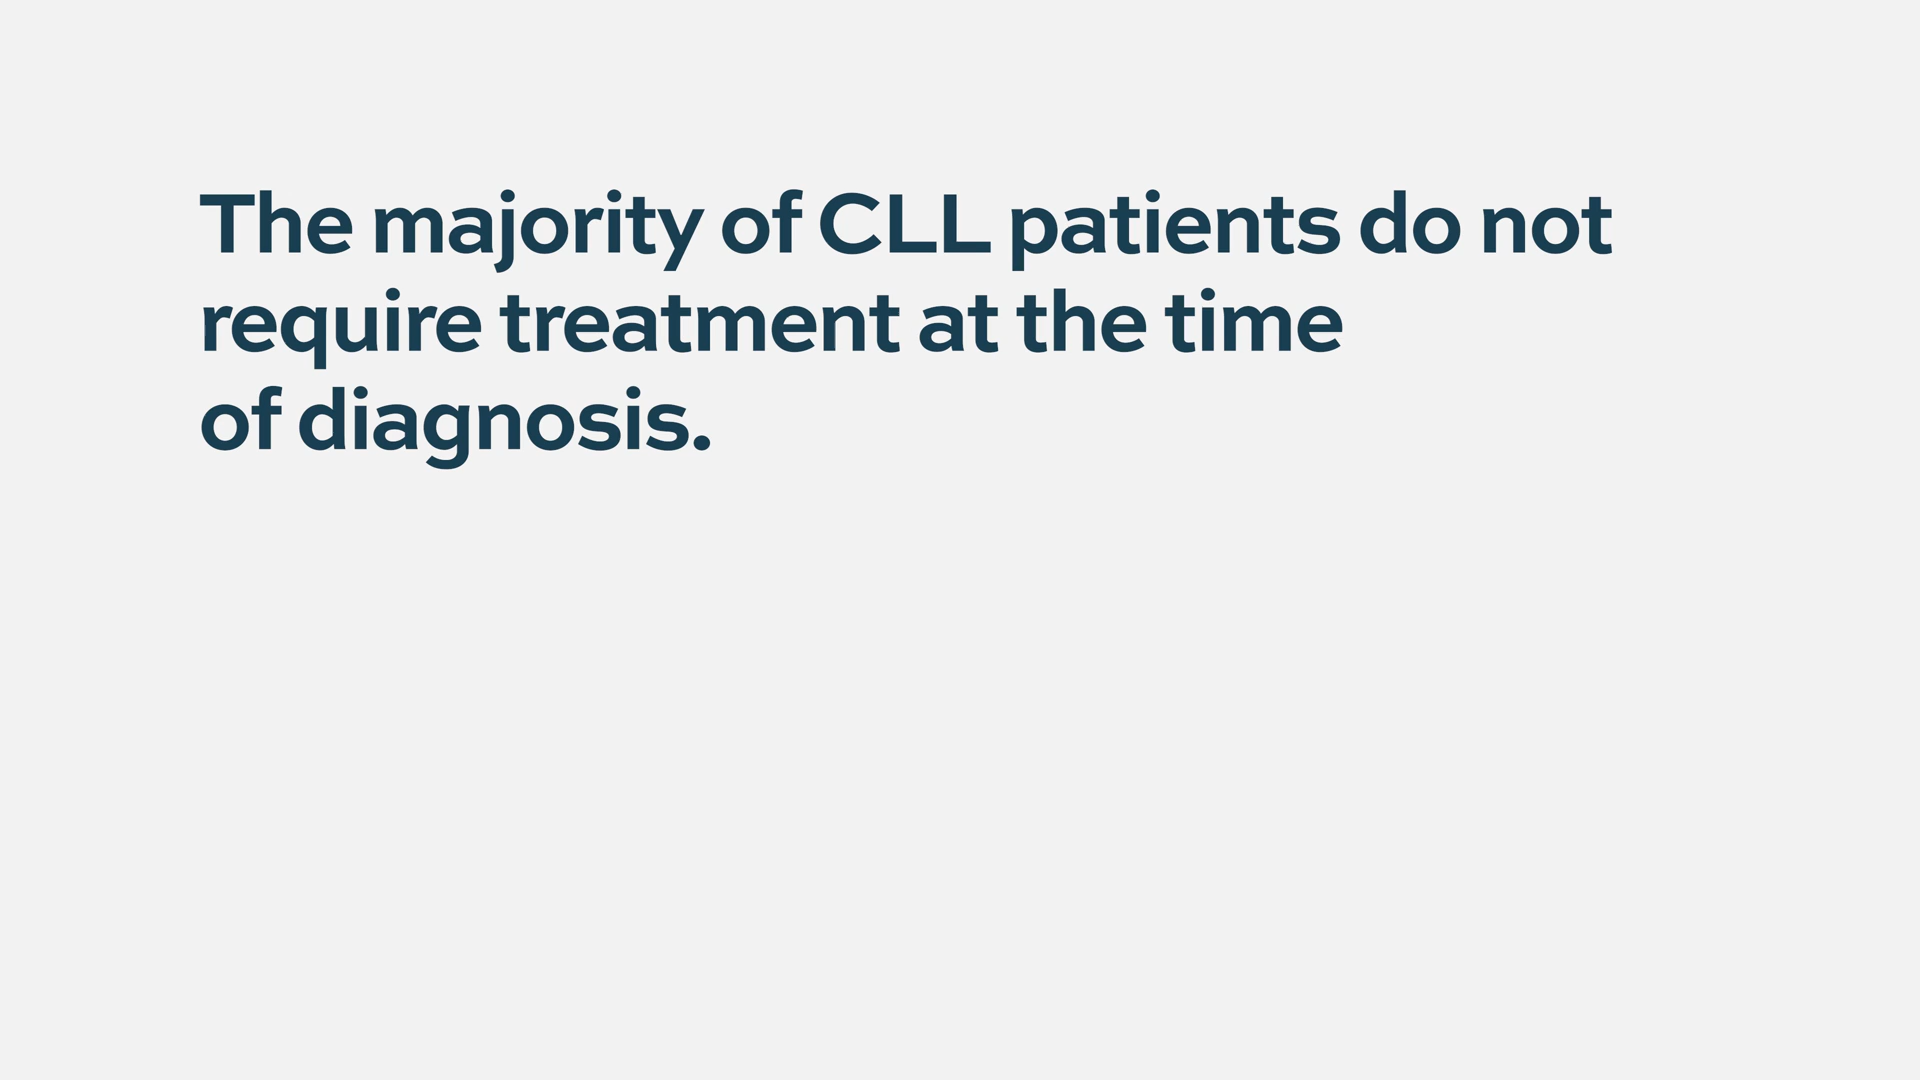 The majority of CLL patients do not
require treatment at the time
of diagnosis.